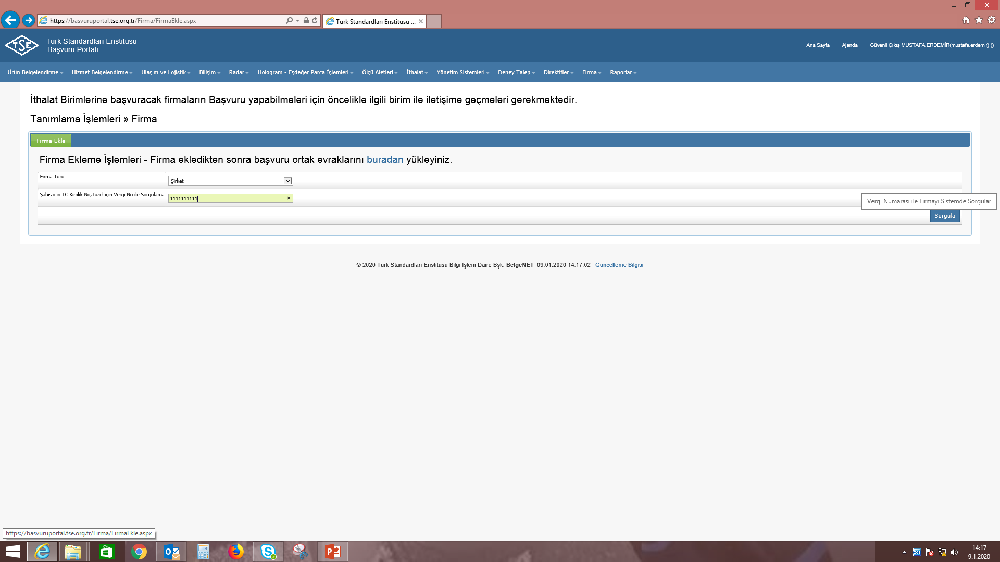 https://basvuruportal.tse.org.tr/Firma/FirmaEkle.aspx
Türk Standardları Enstitüsü ...
TSE
Türk Standardları Enstitüsü
Başvuru Portali
Ana Sayfa Ajanda Güvenli Çıkış MUSTAFA ERDEMİR(mustafa.erdemir) ()
Ürün Belgelendirme Hizmet Belgelendirme Ulaşım ve Lojistik Bilişim Radar Hologram - Eşdeğer Parça İşlemleri Ölçü Aletleri İthalat Yönetim Sistemleri Deney Talep Direktifler Firma Raporlar
İthalat Birimlerine başvuracak firmaların Başvuru yapabilmeleri için öncelikle ilgili birim ile iletişime geçmeleri gerekmektedir.
Tanımlama İşlemleri » Firma
Firma Ekle
Firma Ekleme İşlemleri - Firma ekledikten sonra başvuru ortak evraklarını buradan yükleyiniz.
Firma Türü
Şirket
Şahıs için TC Kimlik No,Tüzel için Vergi No ile Sorgulama
1111111111
Vergi Numarası ile Firmayı Sistemde Sorgular
Sorgula
© 2020 Türk Standardları Enstitüsü Bilgi İşlem Daire Bşk. BelgeNET 09.01.2020 14:17:02 Güncelleme Bilgisi
https://basvuruportal.tse.org.tr/Firma/FirmaEkle.aspx
14:17
9.1.2020